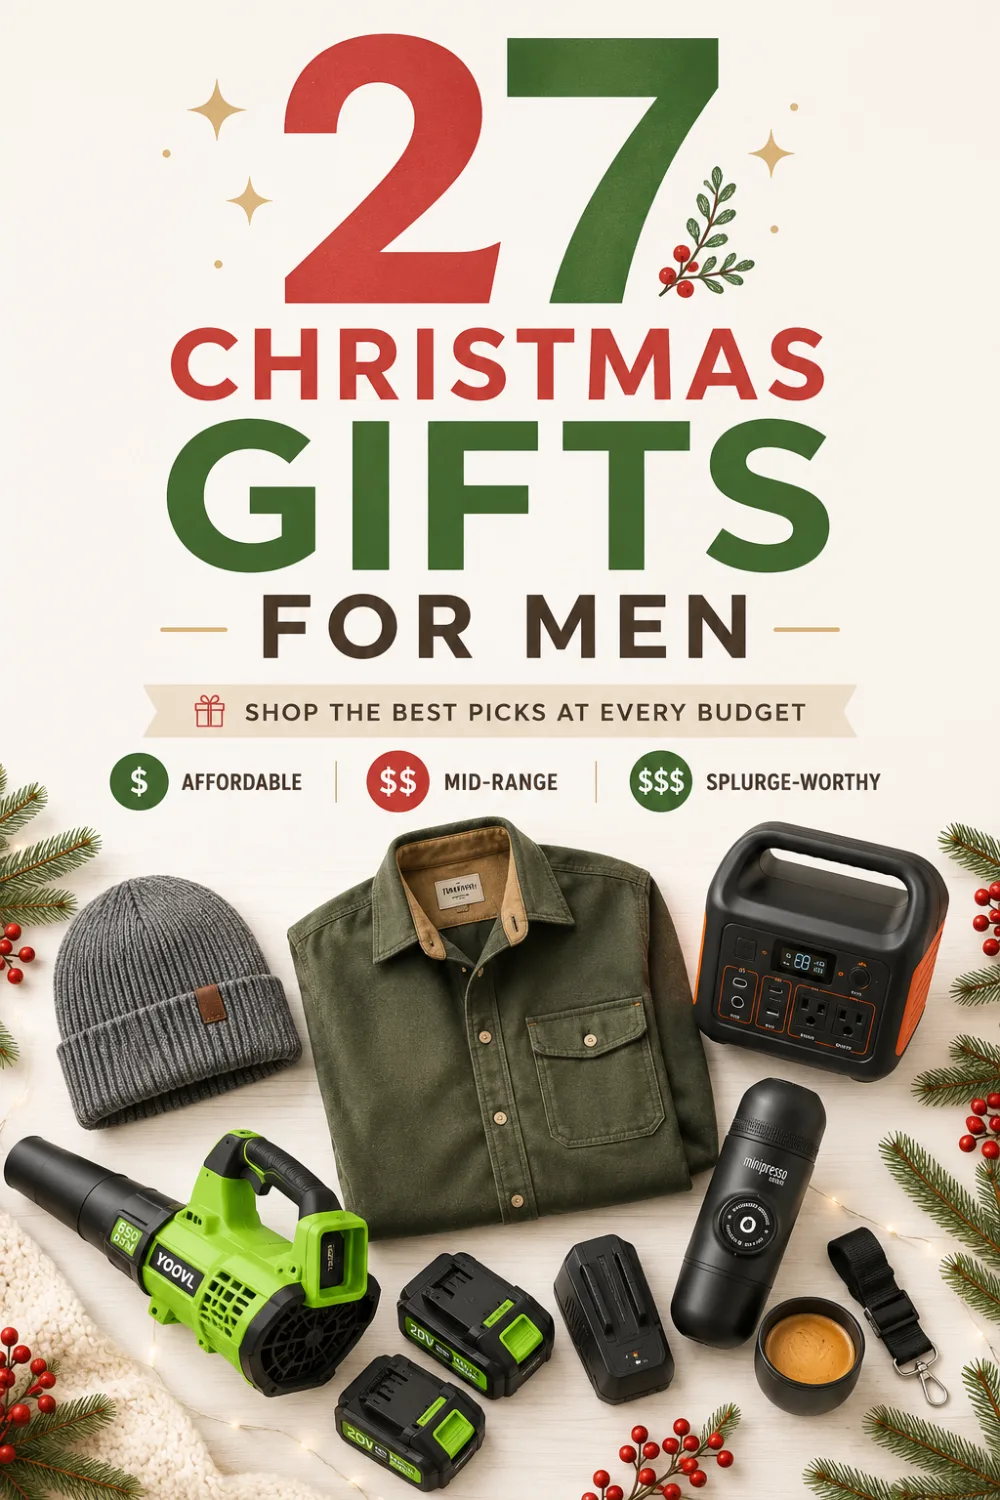 27
CHRISTMAS
GIFTS
FOR MEN
SHOP THE BEST PICKS AT EVERY BUDGET
$ AFFORDABLE
$$ MID-RANGE
$$$ SPLURGE-WORTHY
minipresso
YOOVL
650
20V
20V